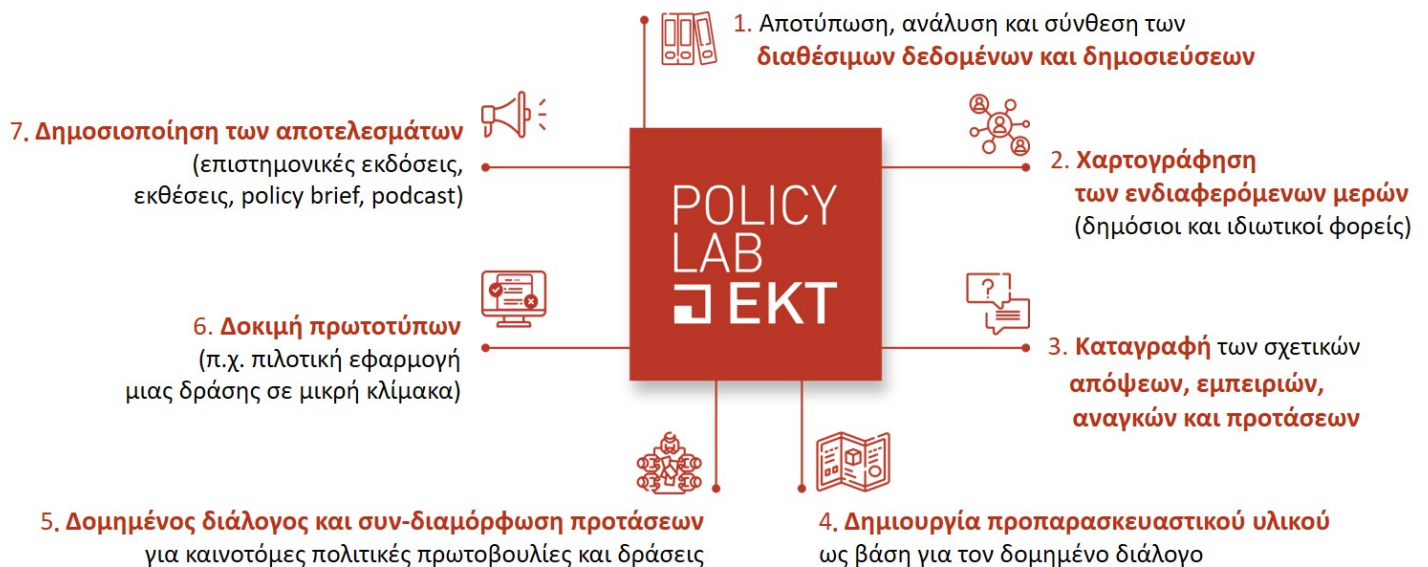 1. Αποτύπωση, ανάλυση και σύνθεση των
διαθέσιμων δεδομένων και δημοσιεύσεων
2. Χαρτογράφηση
των ενδιαφερόμενων μερών
(δημόσιοι και ιδιωτικοί φορείς)
3. Καταγραφή των σχετικών
απόψεων, εμπειριών,
αναγκών και προτάσεων
4. Δημιουργία προπαρασκευαστικού υλικού
ως βάση για τον δομημένο διάλογο
5. Δομημένος διάλογος και συν-διαμόρφωση προτάσεων
για καινοτόμες πολιτικές πρωτοβουλίες και δράσεις
6. Δοκιμή πρωτοτύπων
(π.χ. πιλοτική εφαρμογή
μιας δράσης σε μικρή κλίμακα)
7. Δημοσιοποίηση των αποτελεσμάτων
(επιστημονικές εκδόσεις,
εκθέσεις, policy brief, podcast)
POLICY
LAB
EKT
?